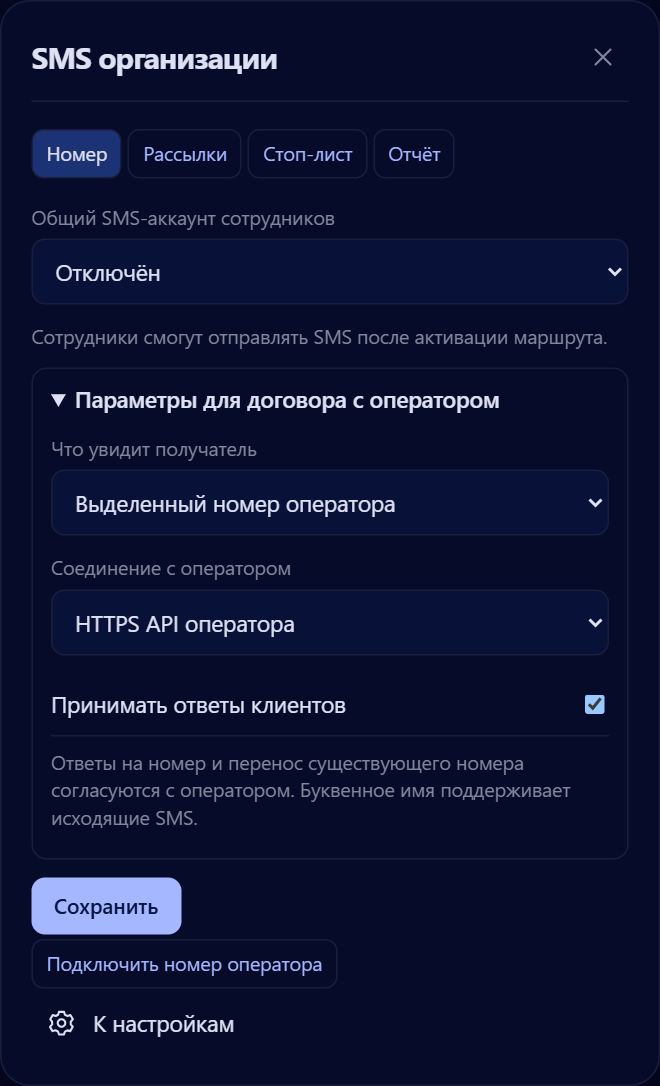 SMS организации
Номер
Рассылки
Стоп-лист
Отчёт
Общий SMS-аккаунт сотрудников
Отключён
Сотрудники смогут отправлять SMS после активации маршрута.
Параметры для договора с оператором
Что увидит получатель
Выделенный номер оператора
Соединение с оператором
HTTPS API оператора
Принимать ответы клиентов
Ответы на номер и перенос существующего номера
согласуются с оператором. Буквенное имя поддерживает
исходящие SMS.
Сохранить
Подключить номер оператора
К настройкам